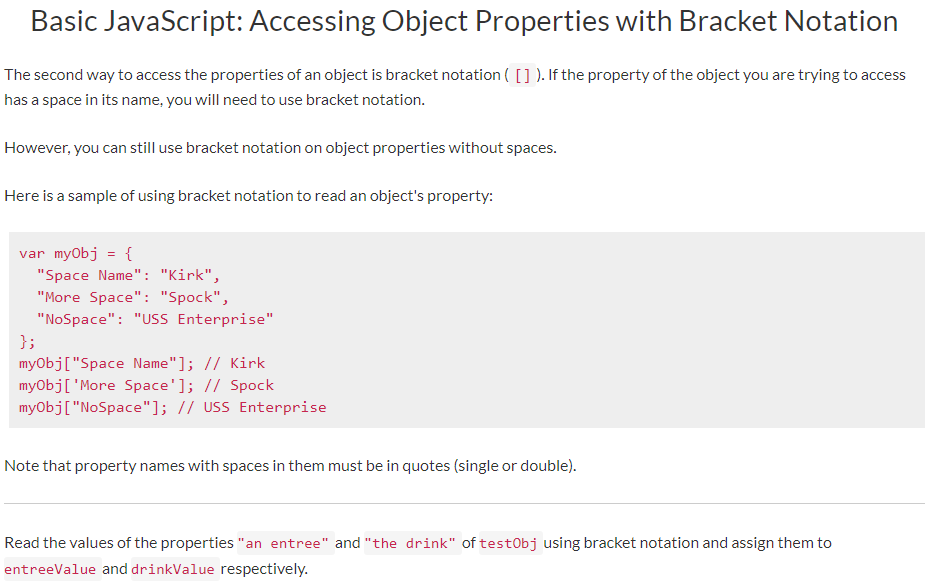 Basic JavaScript: Accessing Object Properties with Bracket Notation
The second way to access the properties of an object is bracket notation ( [] ). If the property of the object you are trying to access
has a space in its name, you will need to use bracket notation.
However, you can still use bracket notation on object properties without spaces.
Here is a sample of using bracket notation to read an object's property:
var myObj = {
  "Space Name": "Kirk",
  "More Space": "Spock",
  "NoSpace": "USS Enterprise"
};
myObj["Space Name"]; // Kirk
myObj['More Space']; // Spock
myObj["NoSpace"]; // USS Enterprise
Note that property names with spaces in them must be in quotes (single or double).
Read the values of the properties "an entree" and "the drink" of testObj using bracket notation and assign them to
entreeValue and drinkValue respectively.